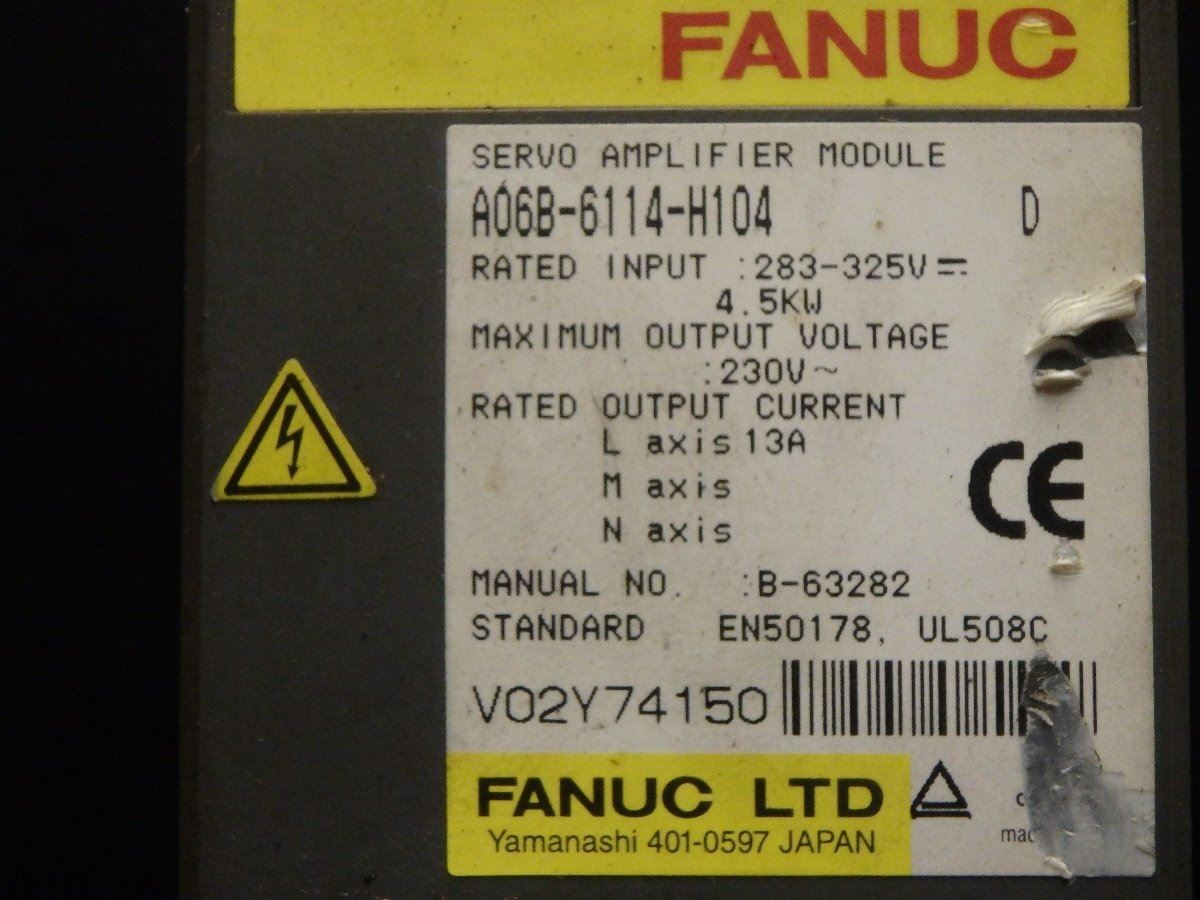 FANUC
SERVO AMPLIFIER MODULE
A06B-6114-H104 D
RATED INPUT :283-325V⎓
4.5KW
MAXIMUM OUTPUT VOLTAGE
:230V~
RATED OUTPUT CURRENT
L axis 13A
M axis
N axis
CE
MANUAL NO. :B-63282
STANDARD EN50178, UL508C
V02Y74150
FANUC LTD
Yamanashi 401-0597 JAPAN